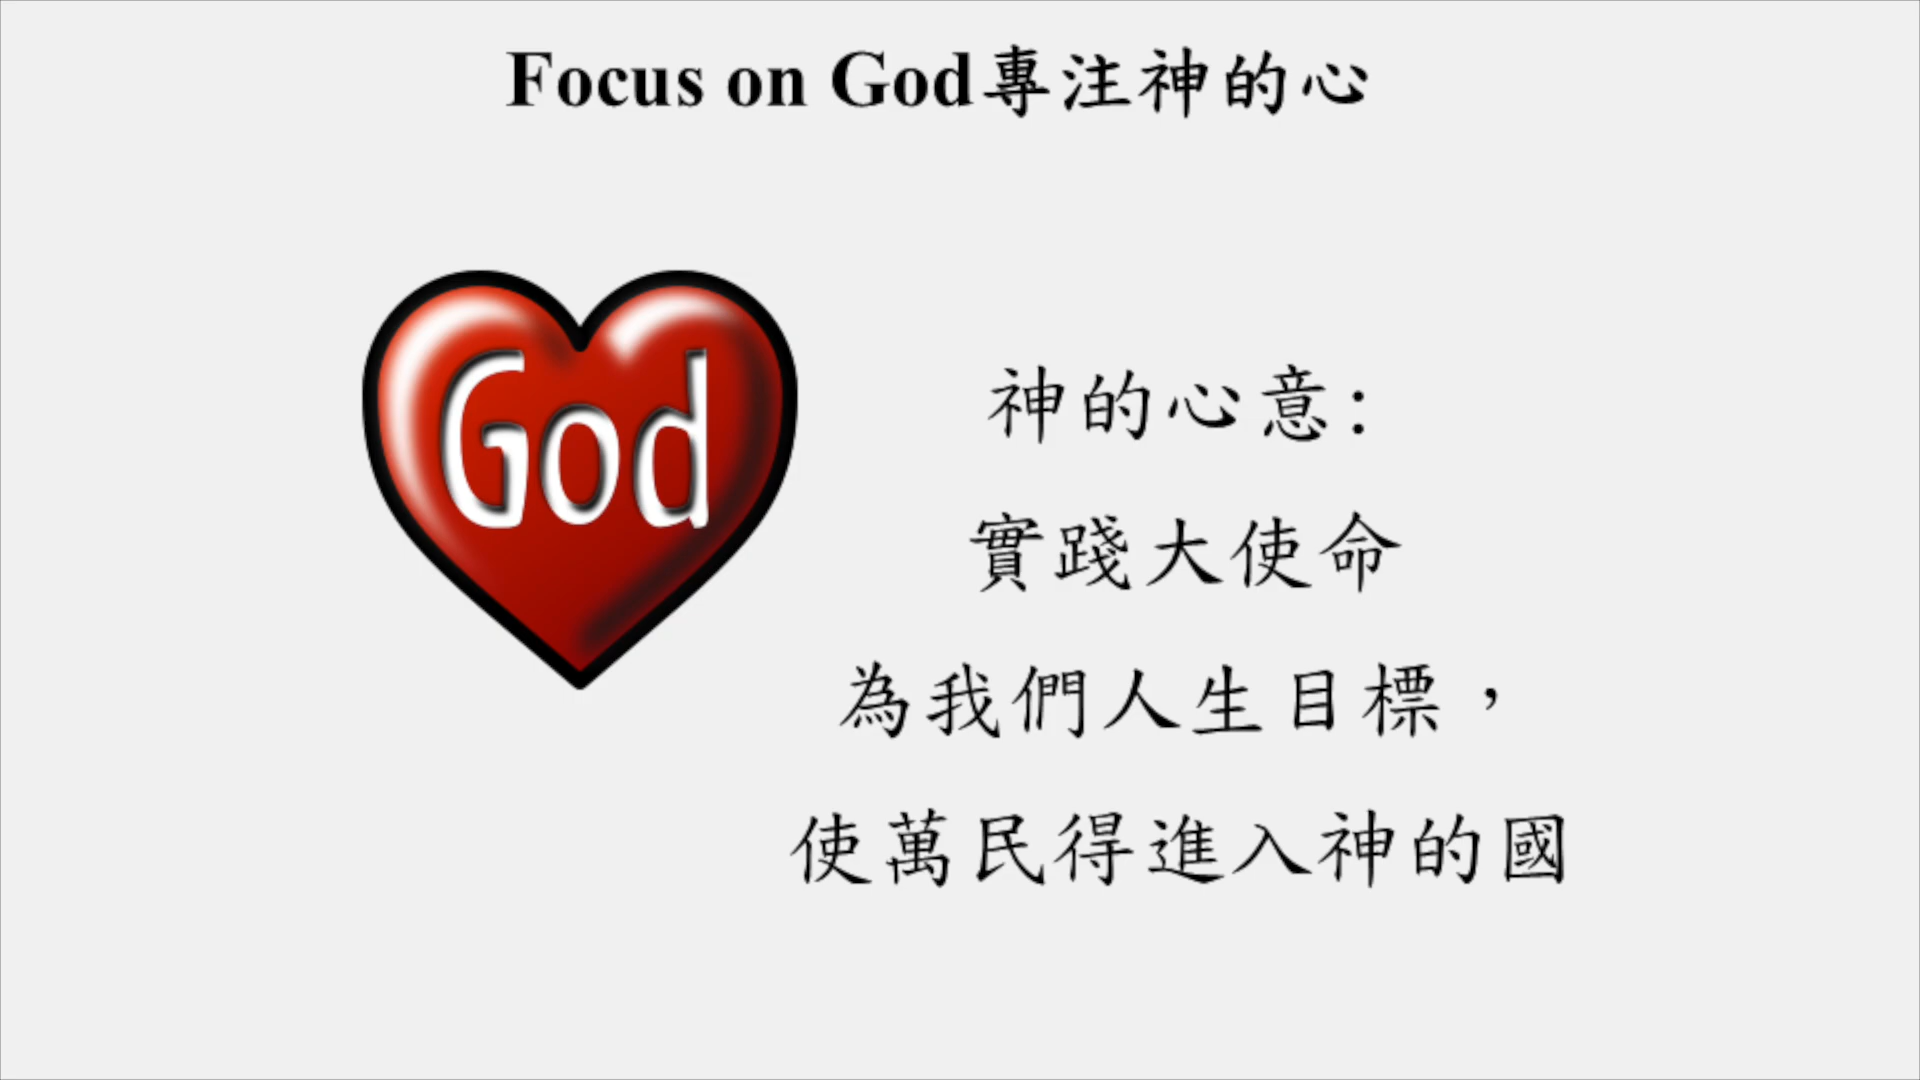 Focus on God專注神的心
God
神的心意:
實踐大使命
為我們人生目標，
使萬民得進入神的國